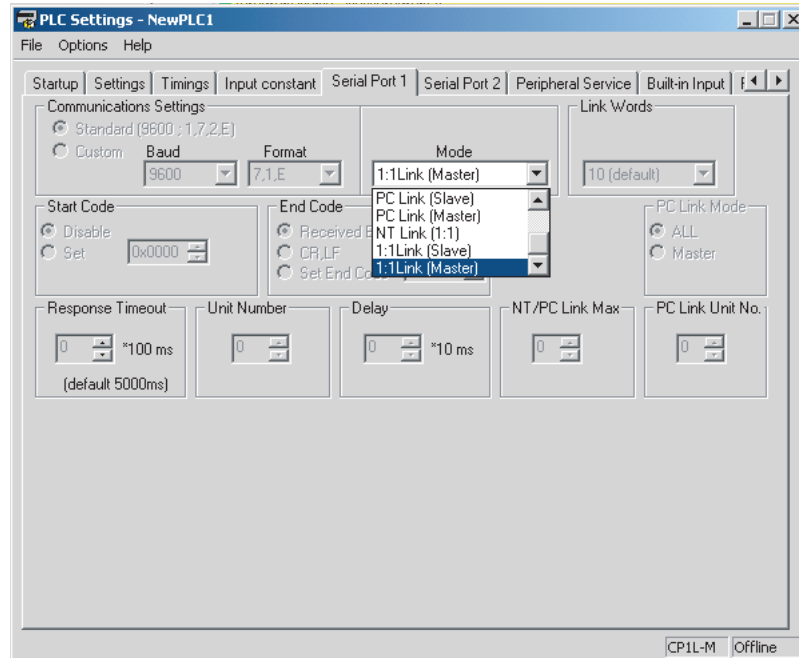 PLC Settings - NewPLC1
File Options Help
Startup Settings Timings Input constant Serial Port 1 Serial Port 2 Peripheral Service Built-in Input
Communications Settings
Link Words
Standard (9600 ; 1,7,2,E)
Custom Baud Format Mode
9600 7,1,E 1:1Link (Master) 10 (default)
PC Link (Slave)
PC Link (Master)
NT Link (1:1)
1:1Link (Slave)
1:1Link (Master)
Start Code
Disable
Set 0x0000
End Code
Received
CR,LF
Set End
PC Link Mode
ALL
Master
Response Timeout Unit Number Delay NT/PC Link Max PC Link Unit No.
0 *100 ms 0 0 *10 ms 0 0
(default 5000ms)
CP1L-M Offline